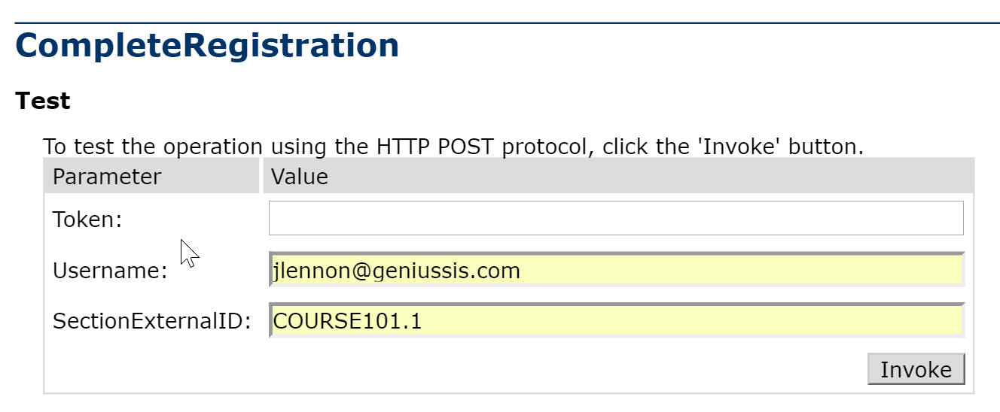 CompleteRegistration
Test
To test the operation using the HTTP POST protocol, click the 'Invoke' button.
Parameter Value
Token:
Username: jlennon@geniussis.com
SectionExternalID: COURSE101.1
Invoke